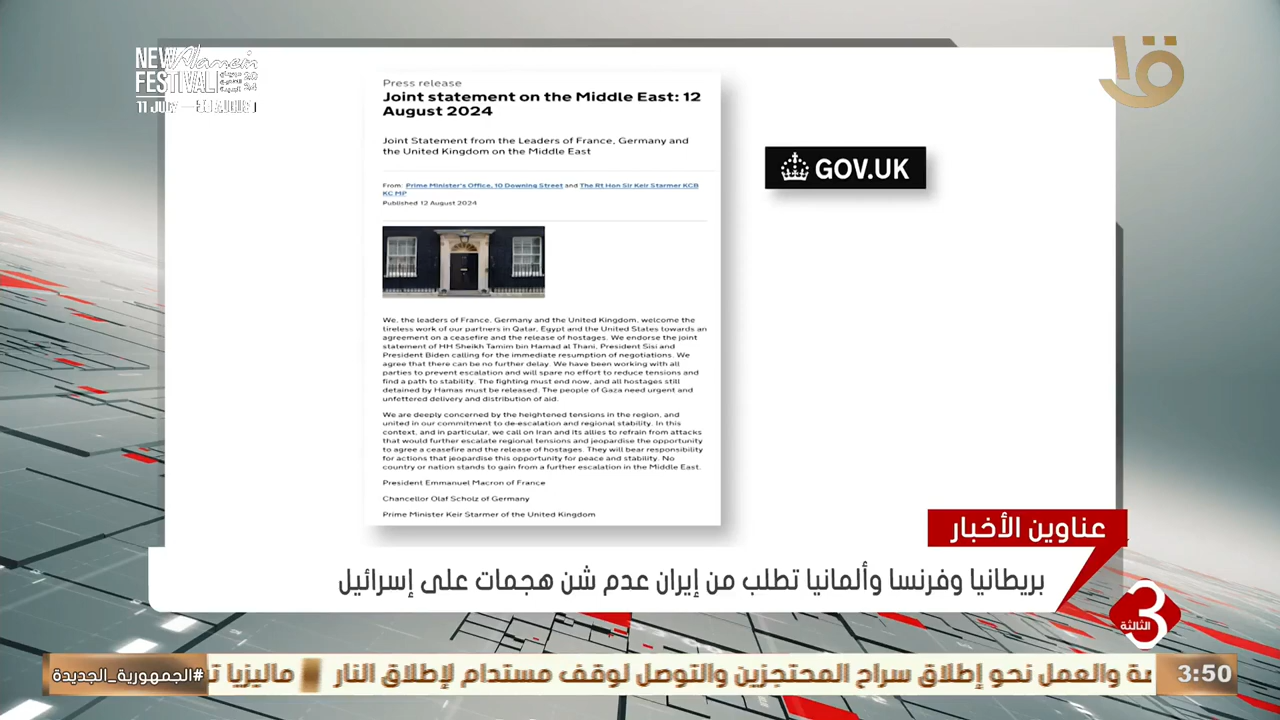 NEW Alamein
FESTIVAL
11 JULY — 30 AUGUST
Press release
Joint statement on the Middle East: 12
August 2024
Joint Statement from the Leaders of France, Germany and
the United Kingdom on the Middle East
From: Prime Minister's Office, 10 Downing Street and The Rt Hon Sir Keir Starmer KCB
KC MP
Published 12 August 2024
GOV.UK
We, the leaders of France, Germany and the United Kingdom, welcome the
tireless work of our partners in Qatar, Egypt and the United States towards an
agreement on a ceasefire and the release of hostages. We endorse the joint
statement of HH Sheikh Tamim bin Hamad al Thani, President Sisi and
President Biden calling for the immediate resumption of negotiations. We
agree that there can be no further delay. We have been working with all
parties to prevent escalation and will spare no effort to reduce tensions and
find a path to stability. The fighting must end now, and all hostages still
detained by Hamas must be released. The people of Gaza need urgent and
unfettered delivery and distribution of aid.
We are deeply concerned by the heightened tensions in the region, and
united in our commitment to de-escalation and regional stability. In this
context, and in particular, we call on Iran and its allies to refrain from attacks
that would further escalate regional tensions and jeopardise the opportunity
to agree a ceasefire and the release of hostages. They will bear responsibility
for actions that jeopardise this opportunity for peace and stability. No
country or nation stands to gain from a further escalation in the Middle East.
President Emmanuel Macron of France
Chancellor Olaf Scholz of Germany
Prime Minister Keir Starmer of the United Kingdom
عناوين الأخبار
بريطانيا وفرنسا وألمانيا تطلب من إيران عدم شن هجمات على إسرائيل
3
الثالثة
3:50
والعمل نحو إطلاق سراح المحتجزين والتوصل لوقف مستدام لإطلاق النار ماليزيا
#الجمهورية_الجديدة